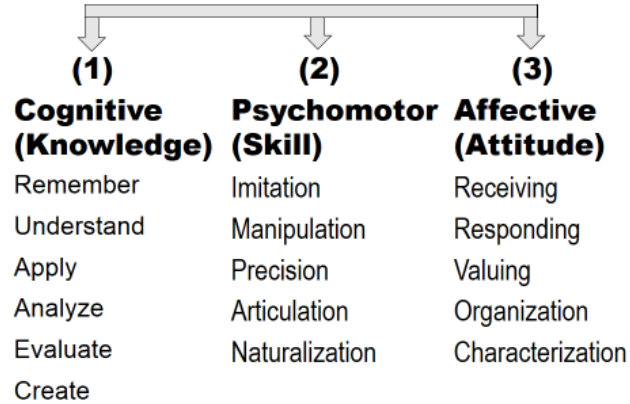 (1)
Cognitive
(Knowledge)
Remember
Understand
Apply
Analyze
Evaluate
Create
(2)
Psychomotor
(Skill)
Imitation
Manipulation
Precision
Articulation
Naturalization
(3)
Affective
(Attitude)
Receiving
Responding
Valuing
Organization
Characterization